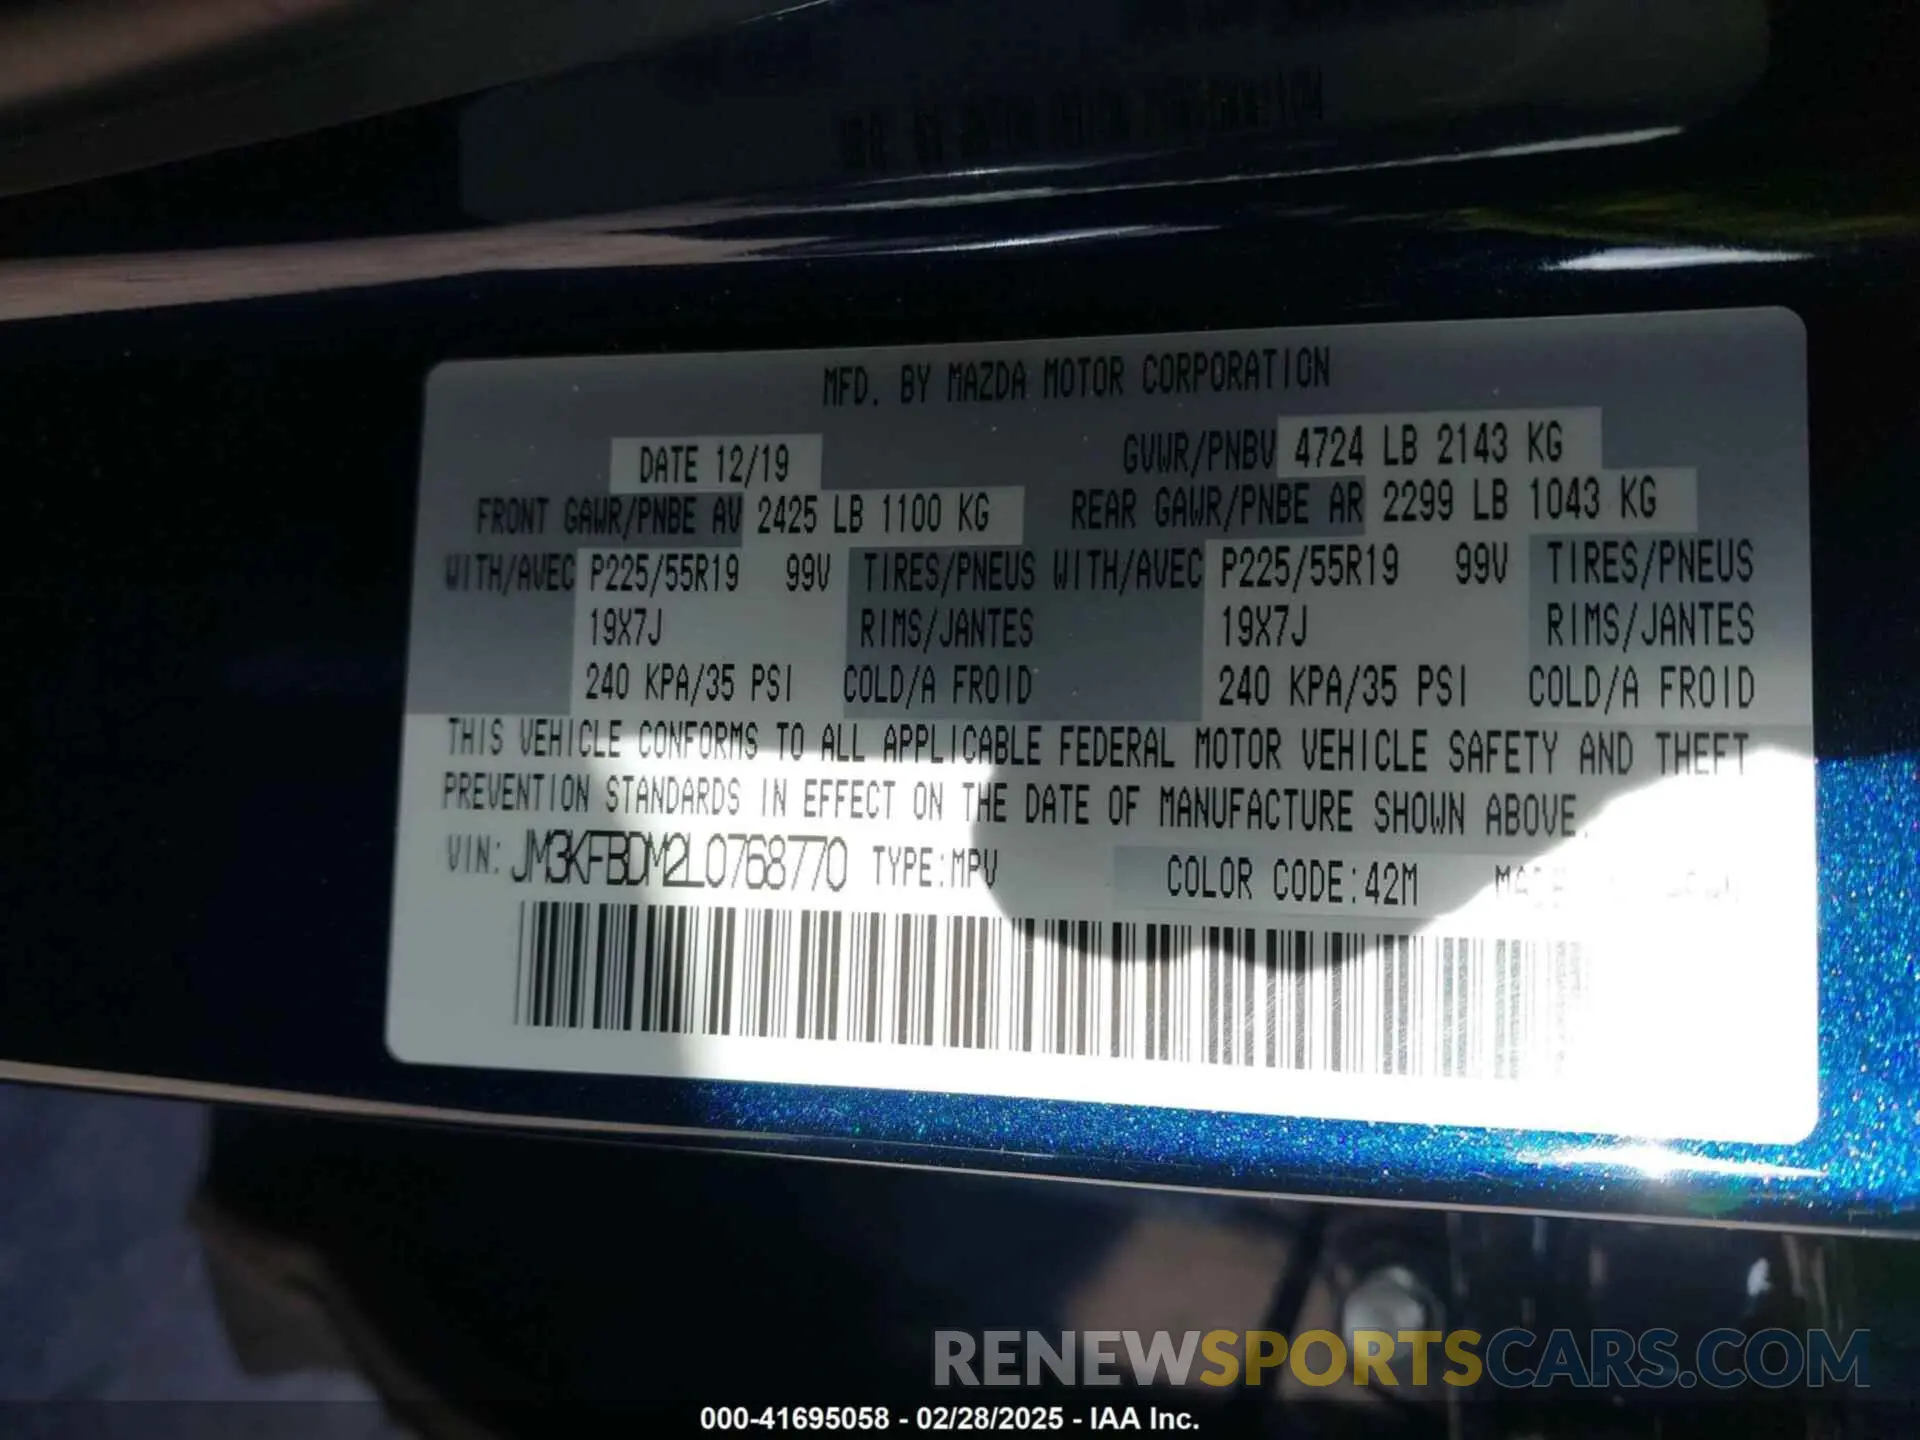 MFD. BY MAZDA MOTOR CORPORATION
DATE 12/19 GVWR/PNBV 4724 LB 2143 KG
FRONT GAWR/PNBE AV 2425 LB 1100 KG REAR GAWR/PNBE AR 2299 LB 1043 KG
WITH/AVEC P225/55R19 99V TIRES/PNEUS WITH/AVEC P225/55R19 99V TIRES/PNEUS
19X7J RIMS/JANTES 19X7J RIMS/JANTES
240 KPA/35 PSI COLD/A FROID 240 KPA/35 PSI COLD/A FROID
THIS VEHICLE CONFORMS TO ALL APPLICABLE FEDERAL MOTOR VEHICLE SAFETY AND THEFT
PREVENTION STANDARDS IN EFFECT ON THE DATE OF MANUFACTURE SHOWN ABOVE.
VIN: JM3KFBDM2L0768770 TYPE:MPV COLOR CODE:42M MADE
RENEWSPORTSCARS.COM
000-41695058 - 02/28/2025 - IAA Inc.